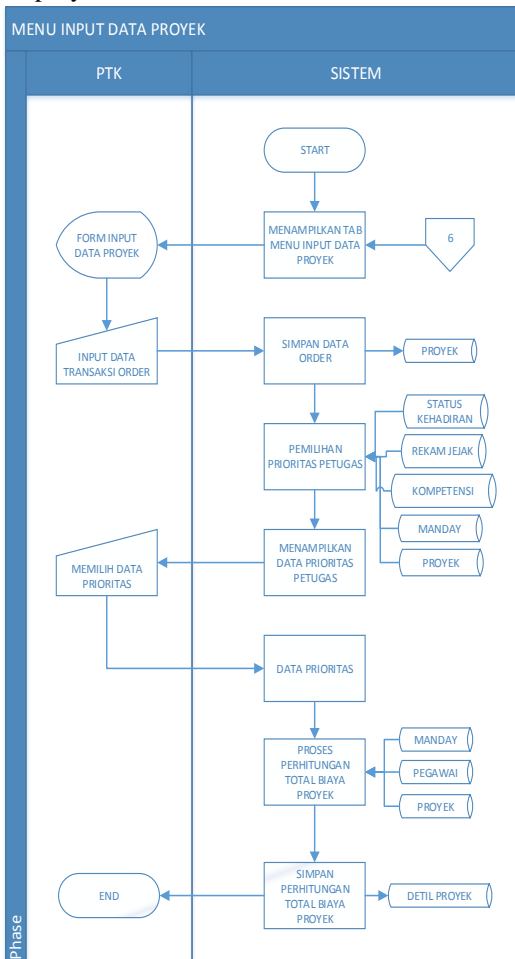 MENU INPUT DATA PROYEK
PTK
SISTEM
START
FORM INPUT
DATA PROYEK
MENAMPILKAN TAB
MENU INPUT DATA
PROYEK
6
INPUT DATA
TRANSAKSI ORDER
SIMPAN DATA
ORDER
PROYEK
STATUS
KEHADIRAN
PEMILIHAN
PRIORITAS PETUGAS
REKAM JEJAK
KOMPETENSI
MANDAY
PROYEK
MEMILIH DATA
PRIORITAS
MENAMPILKAN
DATA PRIORITAS
PETUGAS
DATA PRIORITAS
PROSES
PERHITUNGAN
TOTAL BIAYA
PROYEK
MANDAY
PEGAWAI
PROYEK
END
SIMPAN
PERHITUNGAN
TOTAL BIAYA
PROYEK
DETIL PROYEK
Phase